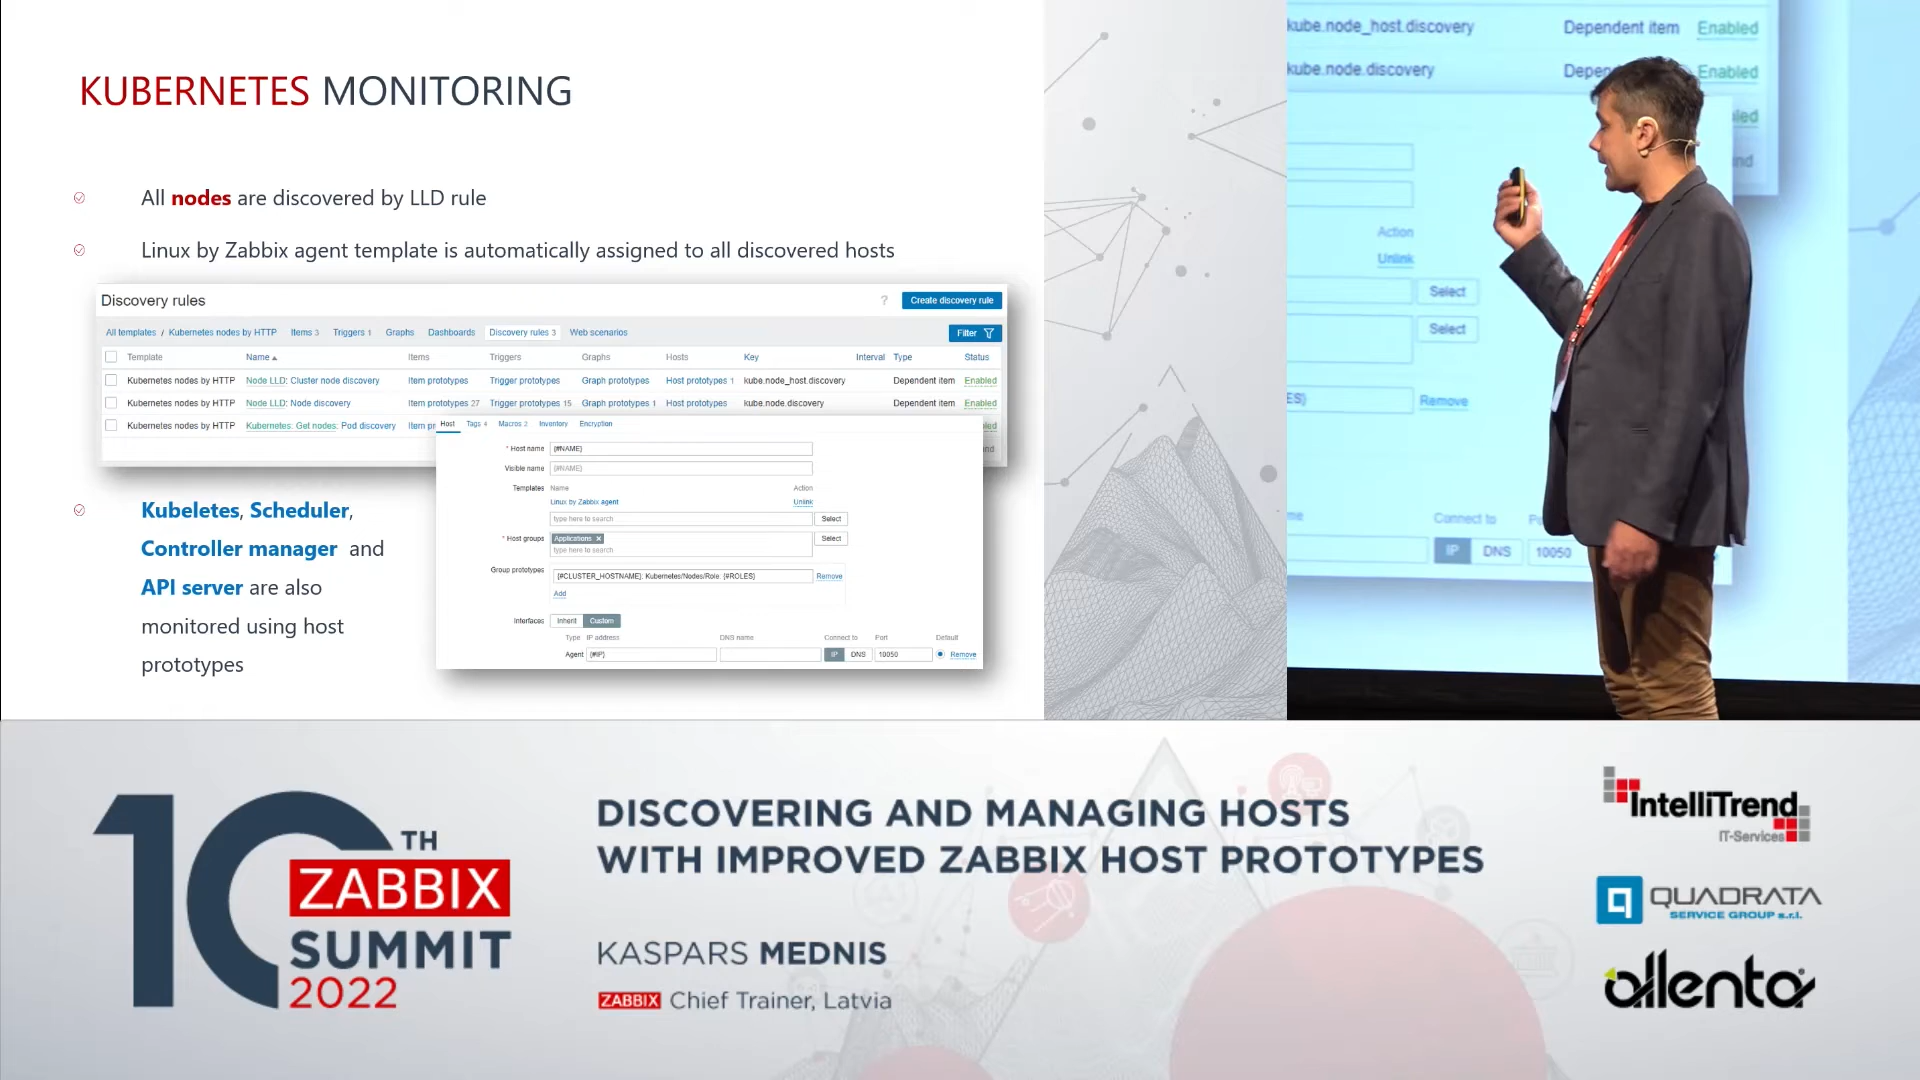 KUBERNETES MONITORING
All nodes are discovered by LLD rule
Linux by Zabbix agent template is automatically assigned to all discovered hosts
Discovery rules
? Create discovery rule
All templates / Kubernetes nodes by HTTP Items 3 Triggers 1 Graphs Dashboards Discovery rules 3 Web scenarios Filter
Template Name Items Triggers Graphs Hosts Key Interval Type Status
Kubernetes nodes by HTTP Node LLD: Cluster node discovery Item prototypes Trigger prototypes Graph prototypes Host prototypes 1 kube.node_host.discovery Dependent item Enabled
Kubernetes nodes by HTTP Node LLD: Node discovery Item prototypes 27 Trigger prototypes 15 Graph prototypes 1 Host prototypes kube.node.discovery Dependent item Enabled
Kubernetes nodes by HTTP Kubernetes: Get nodes: Pod discovery Item pr
Host Tags 4 Macros 2 Inventory Encryption
* Host name {#NAME}
Visible name {#NAME}
Templates Name Action
Linux by Zabbix agent Unlink
type here to search Select
* Host groups Applications × Select
type here to search
Group prototypes {#CLUSTER_HOSTNAME}: Kubernetes/Nodes/Role: {#ROLES} Remove
Add
Interfaces Inherit Custom
Type IP address DNS name Connect to Port Default
Agent {#IP} IP DNS 10050 Remove
Kubeletes, Scheduler,
Controller manager and
API server are also
monitored using host
prototypes
kube.node_host.discovery Dependent item Enabled
kube.node.discovery Enabled
Action
Unlink
Select
Select
Remove
Connect to
IP DNS 10050
10TH
ZABBIX
SUMMIT
2022
DISCOVERING AND MANAGING HOSTS
WITH IMPROVED ZABBIX HOST PROTOTYPES
KASPARS MEDNIS
ZABBIX Chief Trainer, Latvia
IntelliTrend
IT-Services
QUADRATA
SERVICE GROUP s.r.l.
allenta